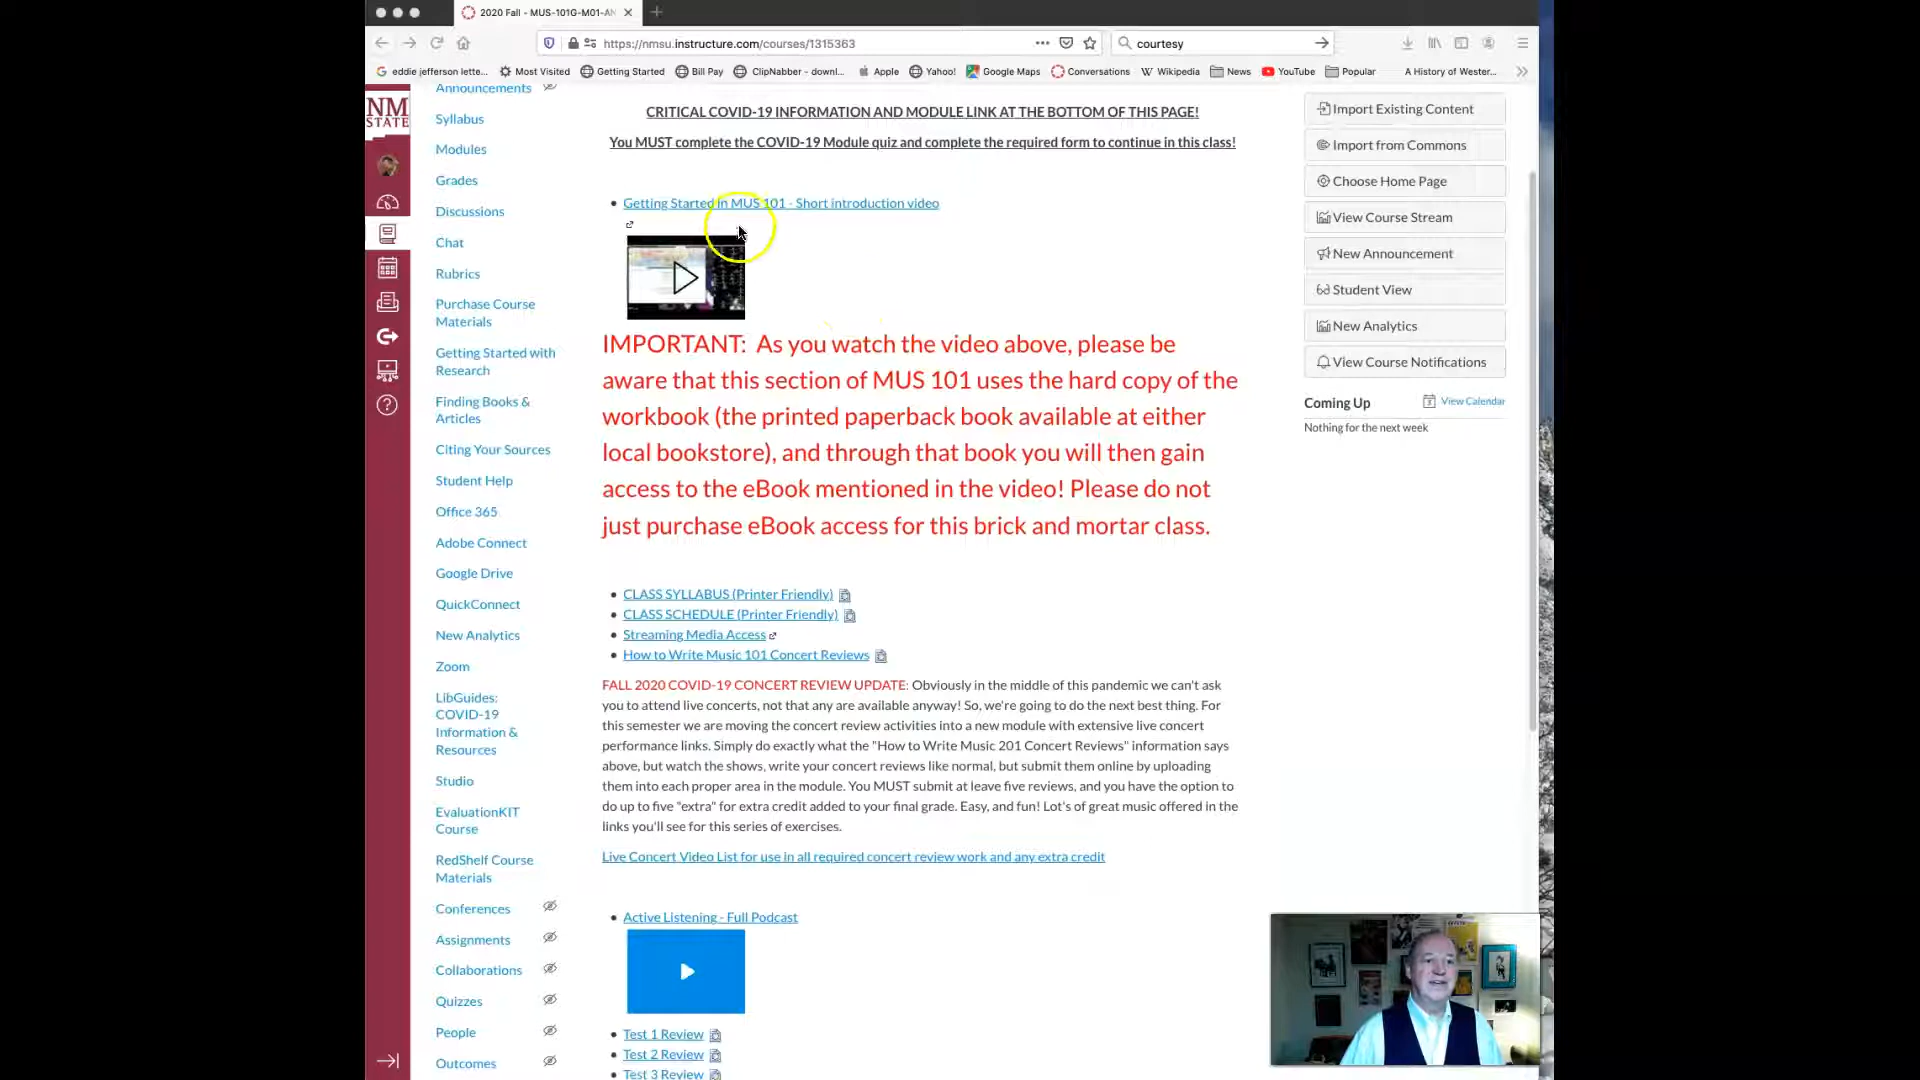 2020 Fall - MUS-101G-M01-AN
https://nmsu.instructure.com/courses/1315363
courtesy
eddie jefferson lette...
Most Visited
Getting Started
Bill Pay
ClipNabber - downl...
Apple
Yahoo!
Google Maps
Conversations
Wikipedia
News
YouTube
Popular
A History of Wester...
NM
STATE
Announcements
Syllabus
Modules
Grades
Discussions
Chat
Rubrics
Purchase Course
Materials
Getting Started with
Research
Finding Books &
Articles
Citing Your Sources
Student Help
Office 365
Adobe Connect
Google Drive
QuickConnect
New Analytics
Zoom
LibGuides:
COVID-19
Information &
Resources
Studio
EvaluationKIT
Course
RedShelf Course
Materials
Conferences
Assignments
Collaborations
Quizzes
People
Outcomes
CRITICAL COVID-19 INFORMATION AND MODULE LINK AT THE BOTTOM OF THIS PAGE!
You MUST complete the COVID-19 Module quiz and complete the required form to continue in this class!
Getting Started in MUS 101 - Short introduction video
IMPORTANT: As you watch the video above, please be
aware that this section of MUS 101 uses the hard copy of the
workbook (the printed paperback book available at either
local bookstore), and through that book you will then gain
access to the eBook mentioned in the video! Please do not
just purchase eBook access for this brick and mortar class.
CLASS SYLLABUS (Printer Friendly)
CLASS SCHEDULE (Printer Friendly)
Streaming Media Access
How to Write Music 101 Concert Reviews
FALL 2020 COVID-19 CONCERT REVIEW UPDATE: Obviously in the middle of this pandemic we can't ask
you to attend live concerts, not that any are available anyway! So, we're going to do the next best thing. For
this semester we are moving the concert review activities into a new module with extensive live concert
performance links. Simply do exactly what the "How to Write Music 201 Concert Reviews" information says
above, but watch the shows, write your concert reviews like normal, but submit them online by uploading
them into each proper area in the module. You MUST submit at leave five reviews, and you have the option to
do up to five "extra" for extra credit added to your final grade. Easy, and fun! Lot's of great music offered in the
links you'll see for this series of exercises.
Live Concert Video List for use in all required concert review work and any extra credit
Active Listening - Full Podcast
Test 1 Review
Test 2 Review
Test 3 Review
Import Existing Content
Import from Commons
Choose Home Page
View Course Stream
New Announcement
Student View
New Analytics
View Course Notifications
Coming Up
View Calendar
Nothing for the next week